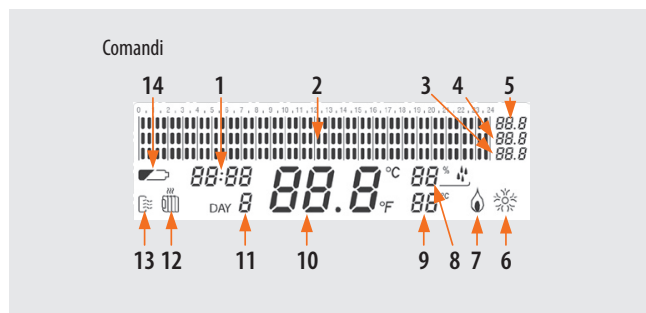 Comandi
14 1 2 3 4 5
0 . 1 . 2 . 3 . 4 . 5 . 6 . 7 . 8 . 9 . 10 . 11 . 12 . 13 . 14 . 15 . 16 . 17 . 18 . 19 . 20 . 21 . 22 . 23 . 24
88.8
88.8
88.8
88:88 88.8 °C °F 88 %
DAY 8 88 °C
13 12 11 10 9 8 7 6